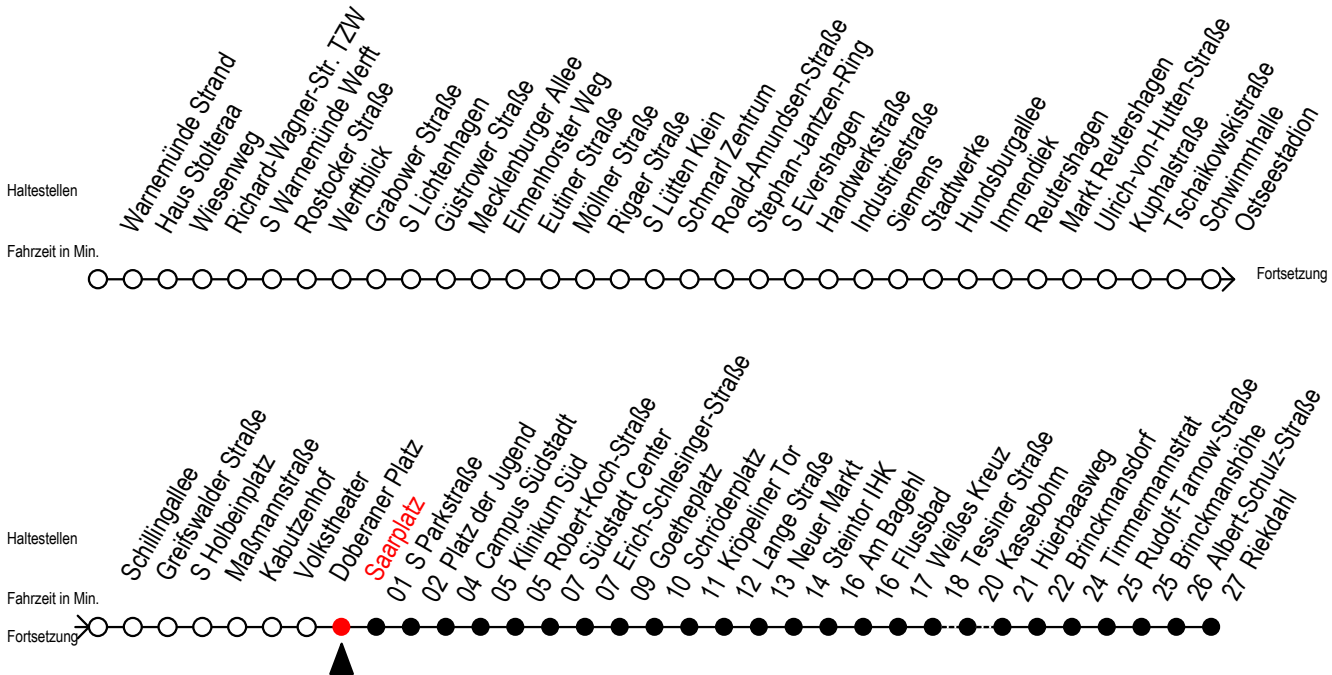 Haltestellen
Warnemünde Strand
Haus Stolteraa
Wiesenweg
Richard-Wagner-Str. TZW
S Warnemünde Werft
Rostocker Straße
Werftblick
Grabower Straße
S Lichtenhagen
Güstrower Straße
Mecklenburger Allee
Elmenhorster Weg
Eutiner Straße
Möllner Straße
Rigaer Straße
S Lütten Klein
Schmarl Zentrum
Roald-Amundsen-Straße
Stephan-Jantzen-Ring
S Evershagen
Handwerkstraße
Industriestraße
Siemens
Stadtwerke
Hundsburgallee
Immendiek
Reutershagen
Markt Reutershagen
Ulrich-von-Hutten-Straße
Kuphalstraße
Tschaikowskistraße
Schwimmhalle
Ostseestadion
Fahrzeit in Min.
Fortsetzung
Haltestellen
Schillingallee
Greifswalder Straße
S Holbeinplatz
Maßmannstraße
Kabutzenhof
Volkstheater
Doberaner Platz
Saarplatz
01 S Parkstraße
02 Platz der Jugend
04 Campus Südstadt
05 Klinikum Süd
05 Robert-Koch-Straße
07 Südstadt Center
07 Erich-Schlesinger-Straße
09 Goetheplatz
10 Schröderplatz
11 Kröpeliner Tor
12 Lange Straße
13 Neuer Markt
14 Steintor IHK
16 Am Bagehl
16 Flussbad
17 Weißes Kreuz
18 Tessiner Straße
20 Kassebohm
21 Hüerbaasweg
22 Brinckmansdorf
24 Timmermannstrat
25 Rudolf-Tarnow-Straße
25 Brinckmanshöhe
26 Albert-Schulz-Straße
27 Riekdahl
Fahrzeit in Min.
Fortsetzung